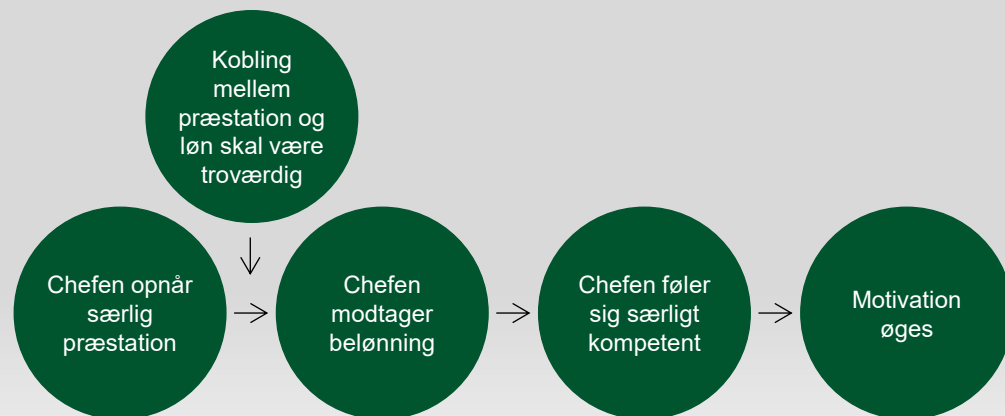 Kobling
mellem
præstation og
løn skal være
troværdig
Chefen opnår
særlig
præstation
Chefen
modtager
belønning
Chefen føler
sig særligt
kompetent
Motivation
øges